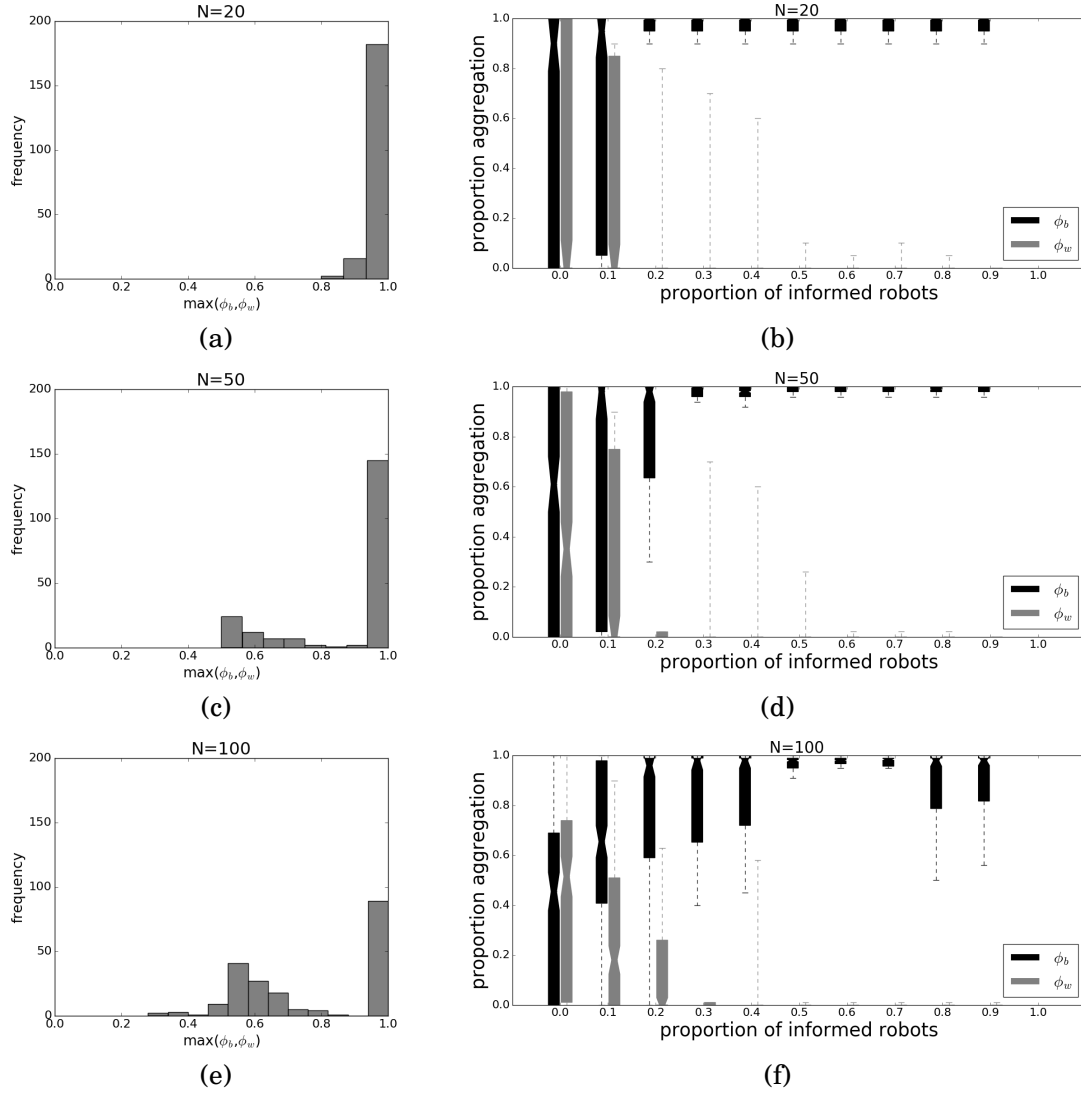 N=20
200
150
100
50
0
frequency
0.0 0.2 0.4 0.6 0.8 1.0
max(ϕb,ϕw)
(a)
N=20
1.0
0.8
0.6
0.4
0.2
0.0
proportion aggregation
ϕb
ϕw
0.0 0.1 0.2 0.3 0.4 0.5 0.6 0.7 0.8 0.9 1.0
proportion of informed robots
(b)
N=50
200
150
100
50
0
frequency
0.0 0.2 0.4 0.6 0.8 1.0
max(ϕb,ϕw)
(c)
N=50
1.0
0.8
0.6
0.4
0.2
0.0
proportion aggregation
ϕb
ϕw
0.0 0.1 0.2 0.3 0.4 0.5 0.6 0.7 0.8 0.9 1.0
proportion of informed robots
(d)
N=100
200
150
100
50
0
frequency
0.0 0.2 0.4 0.6 0.8 1.0
max(ϕb,ϕw)
(e)
N=100
1.0
0.8
0.6
0.4
0.2
0.0
proportion aggregation
ϕb
ϕw
0.0 0.1 0.2 0.3 0.4 0.5 0.6 0.7 0.8 0.9 1.0
proportion of informed robots
(f)